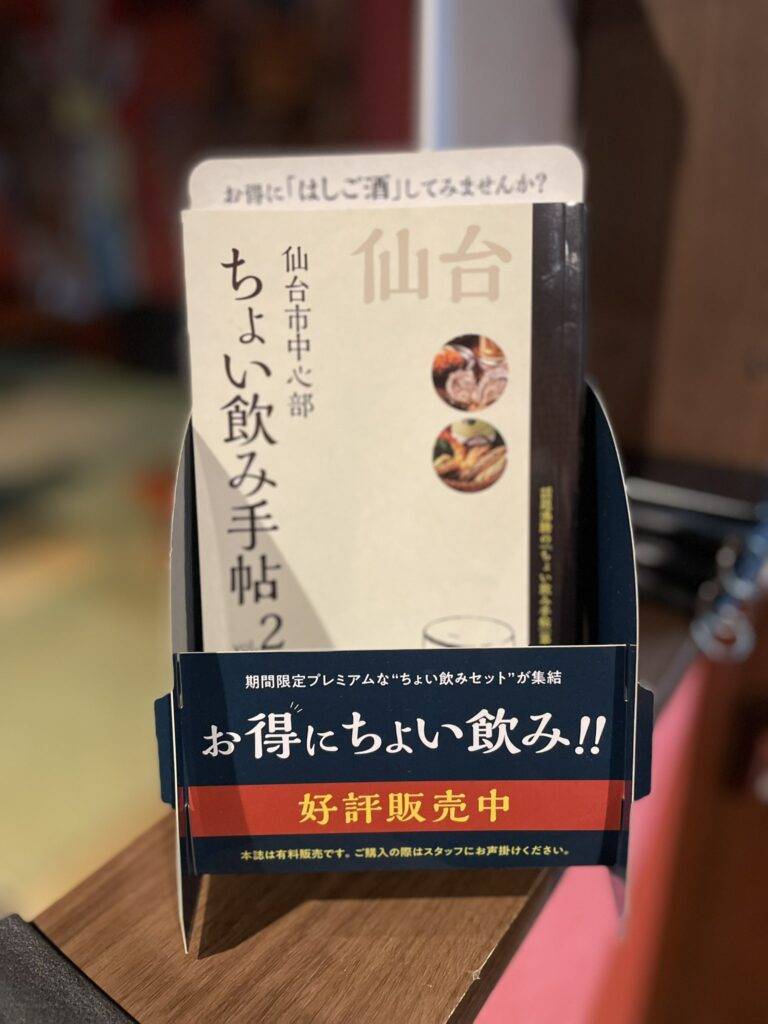 お得に「はしご酒」してみませんか?
仙台
仙台市中心部
ちょい飲み手帖
2
期間限定プレミアムな“ちょい飲みセット”が集結
お得にちょい飲み!!
好評販売中
本誌は有料販売です。ご購入の際はスタッフにお声掛けください。